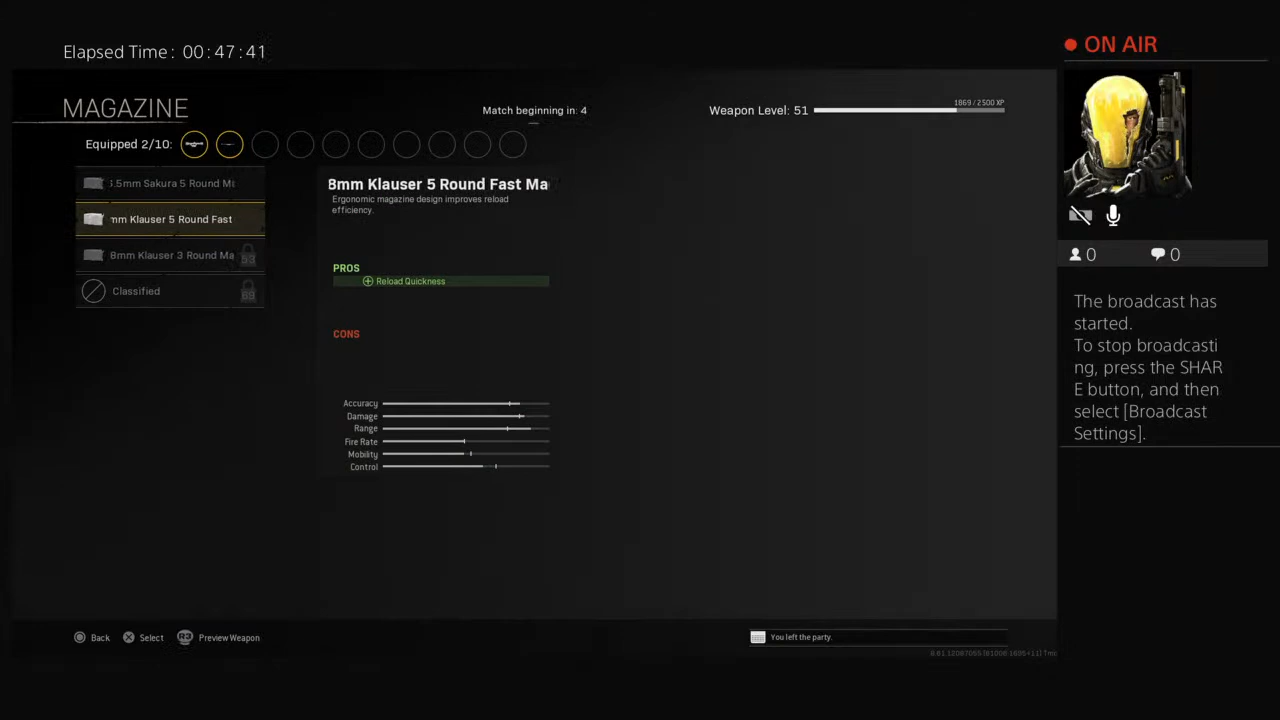 Elapsed Time: 00:47:41
ON AIR
MAGAZINE
Match beginning in: 4
Weapon Level: 51
1869 / 2500 XP
Equipped 2/10:
.5mm Sakura 5 Round M
mm Klauser 5 Round Fast
8mm Klauser 3 Round Ma
53
Classified
69
8mm Klauser 5 Round Fast Ma
Ergonomic magazine design improves reload
efficiency.
PROS
Reload Quickness
CONS
Accuracy
Damage
Range
Fire Rate
Mobility
Control
0
0
The broadcast has
started.
To stop broadcasti
ng, press the SHAR
E button, and then
select [Broadcast
Settings].
Back
Select
R3
Preview Weapon
You left the party.